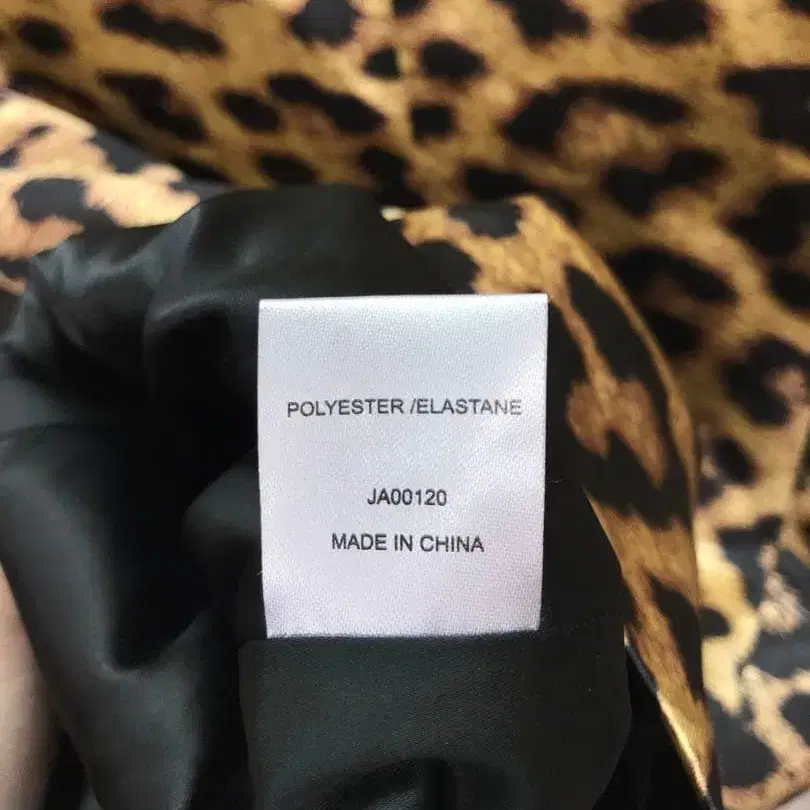 POLYESTER /ELASTANE
JA00120
MADE IN CHINA